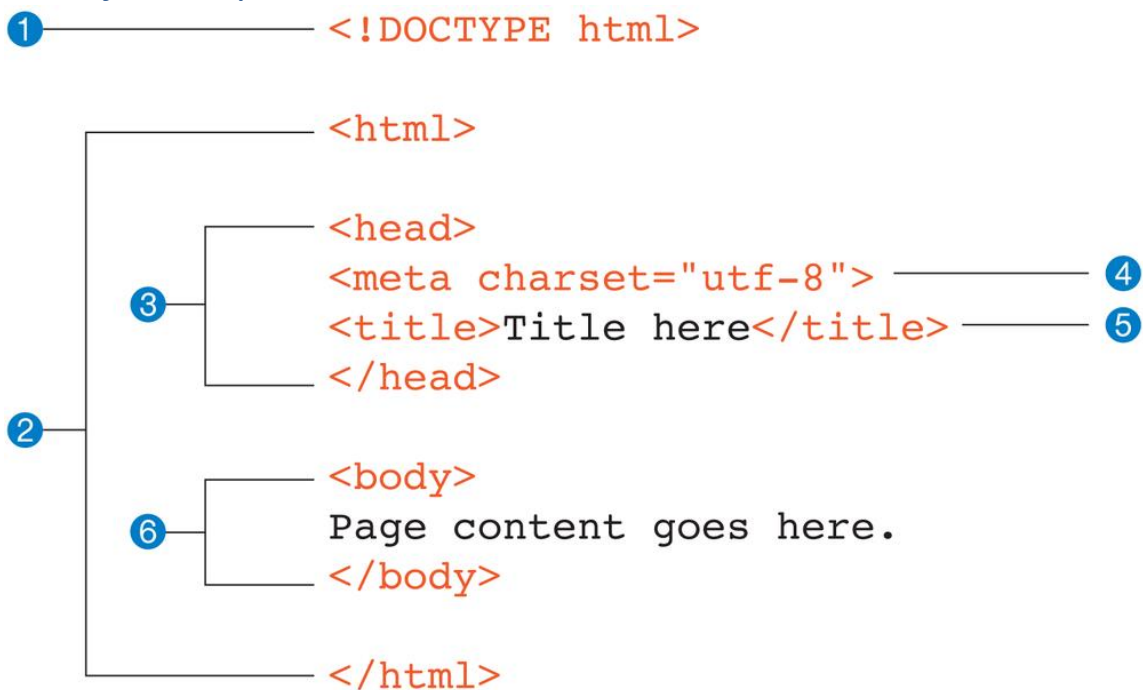 1 <!DOCTYPE html>
<html>
<head>
<meta charset="utf-8"> 4
3
<title>Title here</title> 5
</head>
2
<body>
6 Page content goes here.
</body>
</html>